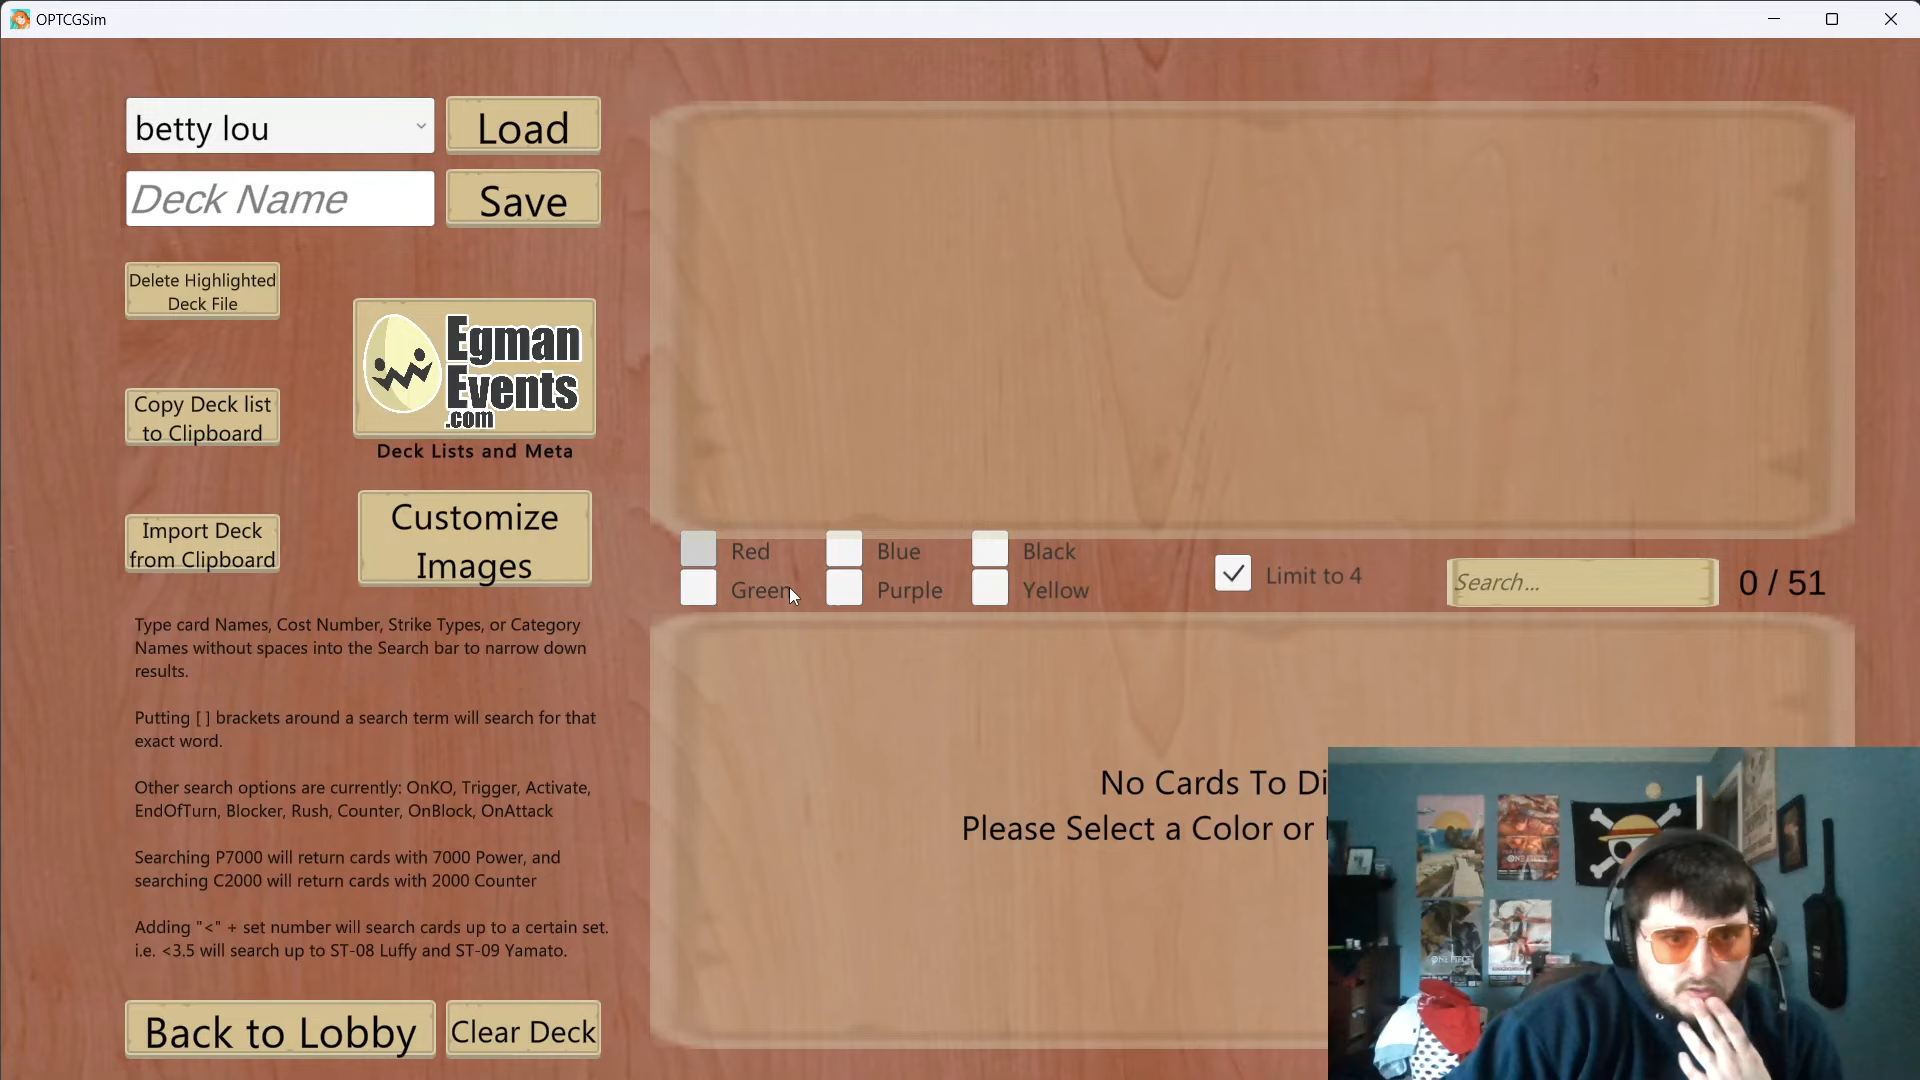 OPTCGSim
betty lou
Load
Deck Name
Save
Delete Highlighted
Deck File
Egman
Events
.com
Deck Lists and Meta
Copy Deck list
to Clipboard
Import Deck
from Clipboard
Customize
Images
Red
Blue
Black
Green
Purple
Yellow
Limit to 4
Search...
0 / 51
Type card Names, Cost Number, Strike Types, or Category
Names without spaces into the Search bar to narrow down
results.
Putting [ ] brackets around a search term will search for that
exact word.
Other search options are currently: OnKO, Trigger, Activate,
EndOfTurn, Blocker, Rush, Counter, OnBlock, OnAttack
Searching P7000 will return cards with 7000 Power, and
searching C2000 will return cards with 2000 Counter
Adding "<" + set number will search cards up to a certain set.
i.e. <3.5 will search up to ST-08 Luffy and ST-09 Yamato.
Back to Lobby
Clear Deck
No Cards To Di
Please Select a Color or
ONE PIECE
ONE PIECE